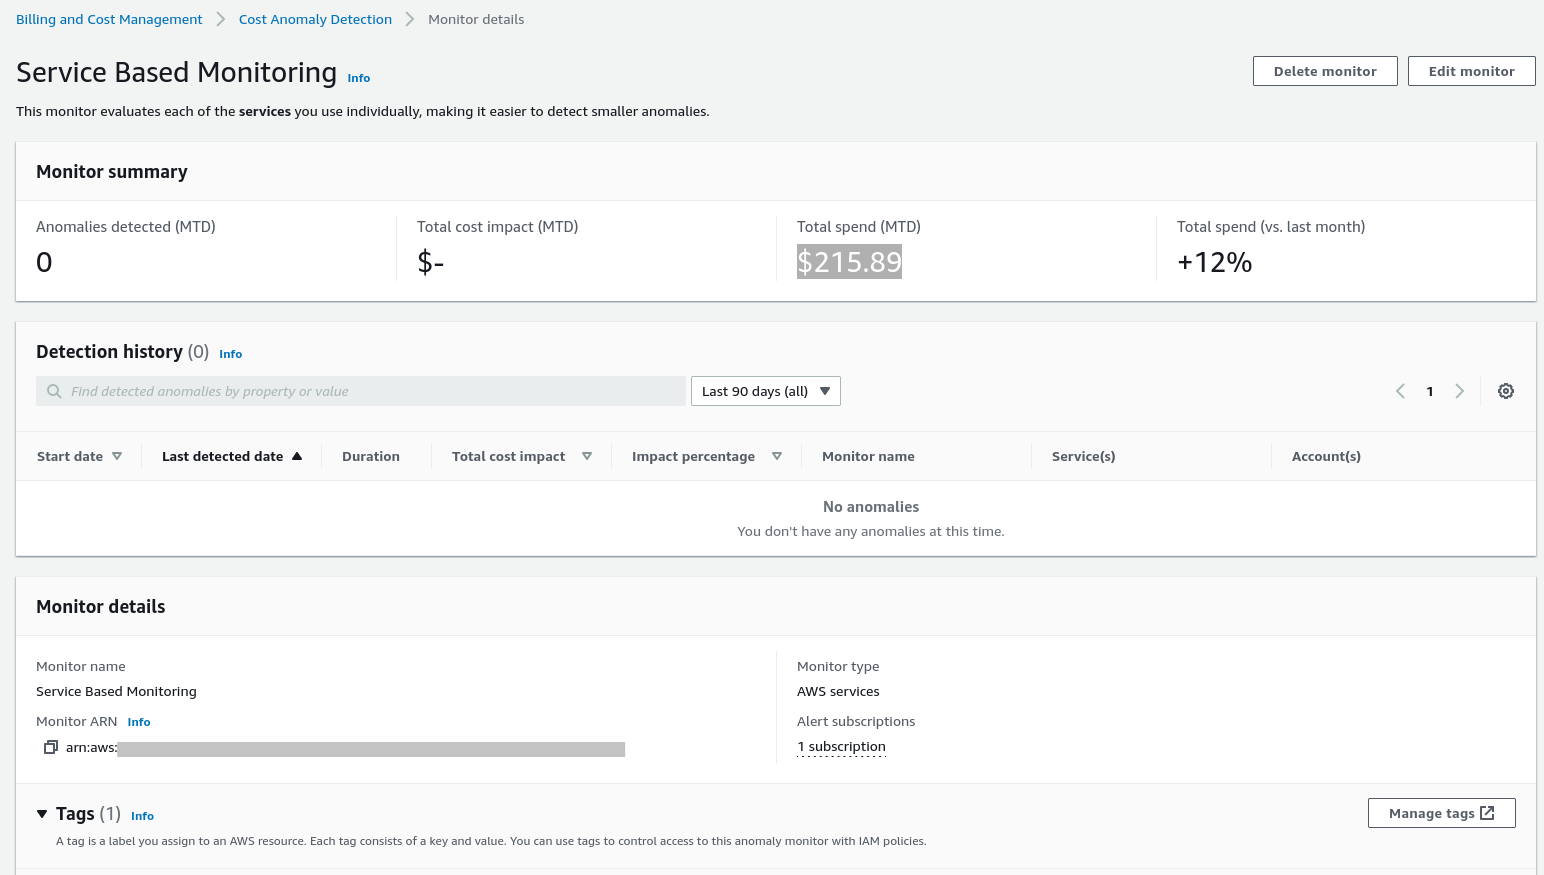 Billing and Cost Management > Cost Anomaly Detection > Monitor details
Service Based Monitoring Info
Delete monitor Edit monitor
This monitor evaluates each of the services you use individually, making it easier to detect smaller anomalies.
Monitor summary
Anomalies detected (MTD) Total cost impact (MTD) Total spend (MTD) Total spend (vs. last month)
0 $- $215.89 +12%
Detection history (0) Info
Find detected anomalies by property or value Last 90 days (all) 1
Start date Last detected date Duration Total cost impact Impact percentage Monitor name Service(s) Account(s)
No anomalies
You don't have any anomalies at this time.
Monitor details
Monitor name
Service Based Monitoring
Monitor ARN Info
arn:aws:
Monitor type
AWS services
Alert subscriptions
1 subscription
Tags (1) Info
Manage tags
A tag is a label you assign to an AWS resource. Each tag consists of a key and value. You can use tags to control access to this anomaly monitor with IAM policies.